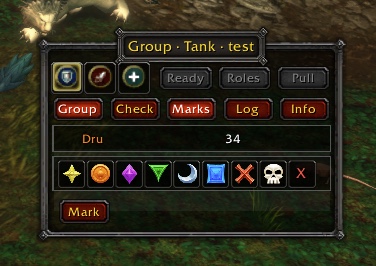 Group · Tank · test
Ready Roles Pull
Group Check Marks Log Info
Dru 34
X
Mark